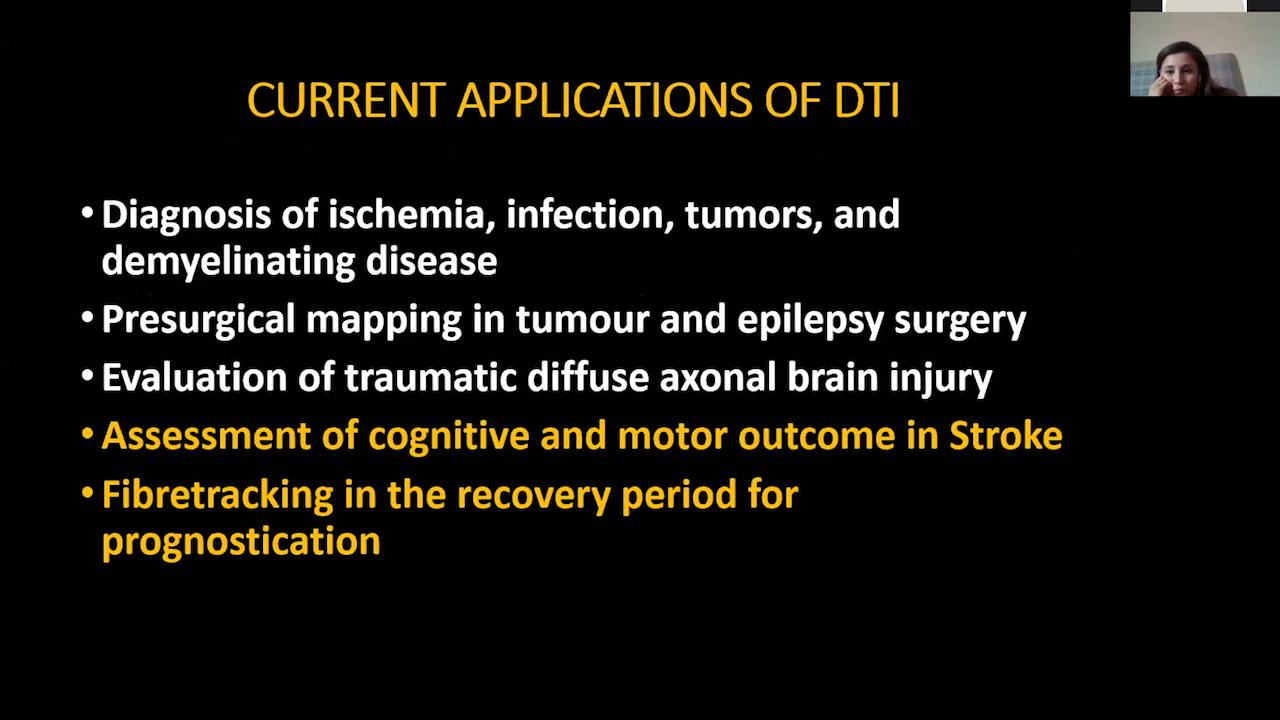 CURRENT APPLICATIONS OF DTI
• Diagnosis of ischemia, infection, tumors, and
demyelinating disease
• Presurgical mapping in tumour and epilepsy surgery
• Evaluation of traumatic diffuse axonal brain injury
• Assessment of cognitive and motor outcome in Stroke
• Fibretracking in the recovery period for
prognostication